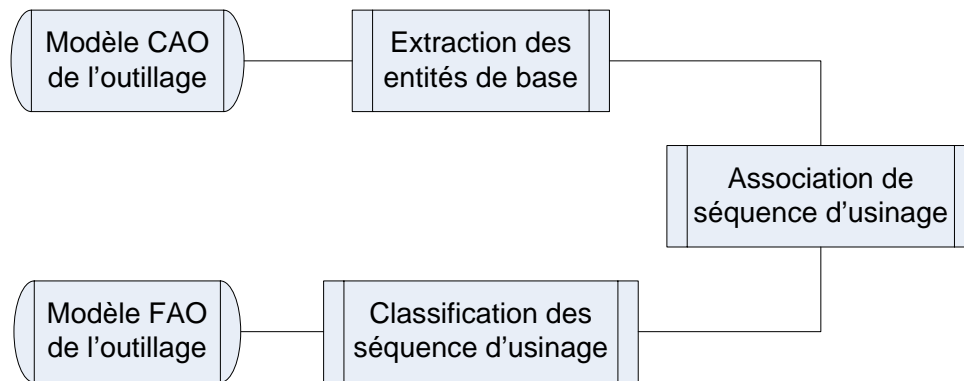 Modèle CAO
de l'outillage
Extraction des
entités de base
Association de
séquence d'usinage
Modèle FAO
de l'outillage
Classification des
séquence d'usinage